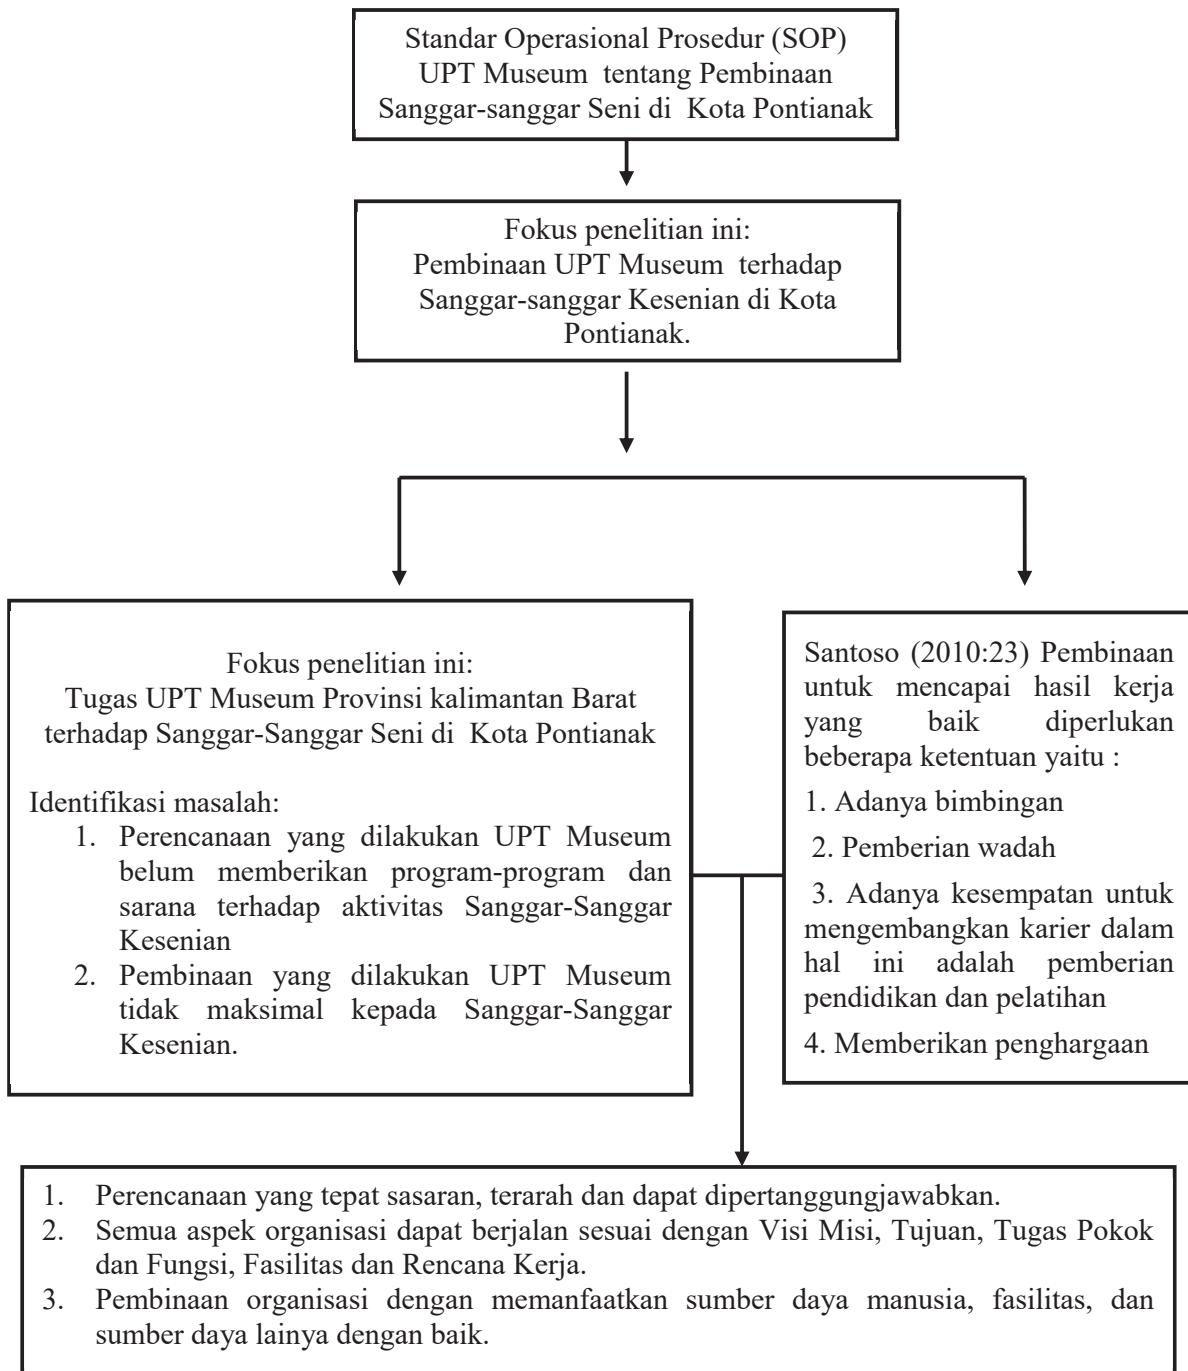 Standar Operasional Prosedur (SOP)
UPT Museum tentang Pembinaan
Sanggar-sanggar Seni di Kota Pontianak
Fokus penelitian ini:
Pembinaan UPT Museum terhadap
Sanggar-sanggar Kesenian di Kota
Pontianak.
Fokus penelitian ini:
Tugas UPT Museum Provinsi kalimantan Barat
terhadap Sanggar-Sanggar Seni di Kota Pontianak
Identifikasi masalah:
1. Perencanaan yang dilakukan UPT Museum
belum memberikan program-program dan
sarana terhadap aktivitas Sanggar-Sanggar
Kesenian
2. Pembinaan yang dilakukan UPT Museum
tidak maksimal kepada Sanggar-Sanggar
Kesenian.
Santoso (2010:23) Pembinaan
untuk mencapai hasil kerja
yang baik diperlukan
beberapa ketentuan yaitu :
1. Adanya bimbingan
2. Pemberian wadah
3. Adanya kesempatan untuk
mengembangkan karier dalam
hal ini adalah pemberian
pendidikan dan pelatihan
4. Memberikan penghargaan
1. Perencanaan yang tepat sasaran, terarah dan dapat dipertanggungjawabkan.
2. Semua aspek organisasi dapat berjalan sesuai dengan Visi Misi, Tujuan, Tugas Pokok
dan Fungsi, Fasilitas dan Rencana Kerja.
3. Pembinaan organisasi dengan memanfaatkan sumber daya manusia, fasilitas, dan
sumber daya lainya dengan baik.